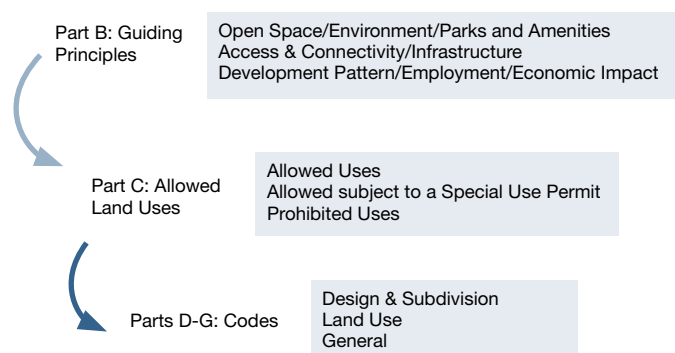 Part B: Guiding
Principles
Open Space/Environment/Parks and Amenities
Access & Connectivity/Infrastructure
Development Pattern/Employment/Economic Impact
Part C: Allowed
Land Uses
Allowed Uses
Allowed subject to a Special Use Permit
Prohibited Uses
Parts D-G: Codes
Design & Subdivision
Land Use
General